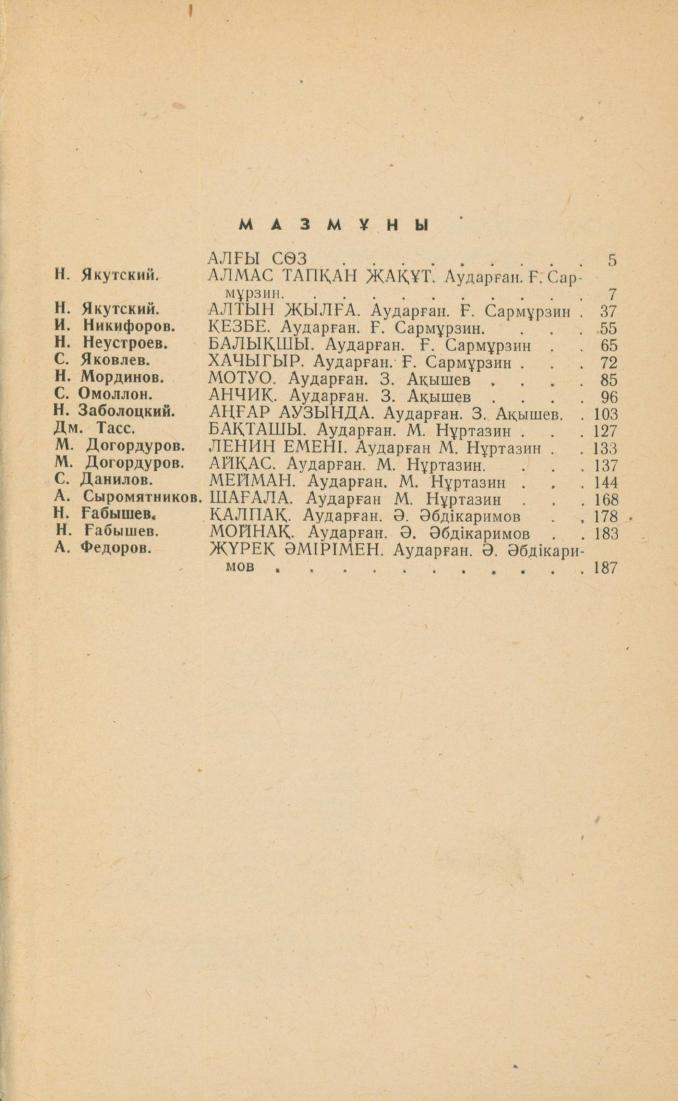 МАЗМҰНЫ
АЛҒЫ СӨЗ . . . . . . . . . 5
Н. Якутский. АЛМАС ТАПҚАН ЖАҚҰТ. Аударған. Ғ. Сар-
мұрзин. . . . . . . . . . 7
Н. Якутский. АЛТЫН ЖЫЛҒА. Аударған. Ғ. Сармұрзин . 37
И. Никифоров. КЕЗБЕ. Аударған. Ғ. Сармұрзин. . . . 55
Н. Неустроев. БАЛЫҚШЫ. Аударған. Ғ. Сармұрзин . . 65
С. Яковлев. ХАЧЫГЫР. Аударған. Ғ. Сармұрзин . . . 72
Н. Мординов. МОТУО. Аударған. З. Ақышев . . . . 85
С. Омоллон. АНЧИК. Аударған. З. Ақышев . . . . 96
Н. Заболоцкий. АҢҒАР АУЗЫНДА. Аударған. З. Ақышев. . 103
Дм. Тасс. БАҚТАШЫ. Аударған. М. Нұртазин . . . 127
М. Догордуров. ЛЕНИН ЕМЕНІ. Аударған М. Нұртазин . . 133
М. Догордуров. АЙҚАС. Аударған. М. Нұртазин. . . . 137
С. Данилов. МЕЙМАН. Аударған. М. Нұртазин . . . 144
А. Сыромятников. ШАҒАЛА. Аударған М. Нұртазин . . . 168
Н. Ғабышев. ҚАЛПАҚ. Аударған. Ә. Әбдікаримов . . 178
Н. Ғабышев. МОЙНАҚ. Аударған. Ә. Әбдікаримов . . 183
А. Федоров. ЖҮРЕК ӘМІРІМЕН. Аударған. Ә. Әбдікари-
мов . . . . . . . . . . . 187